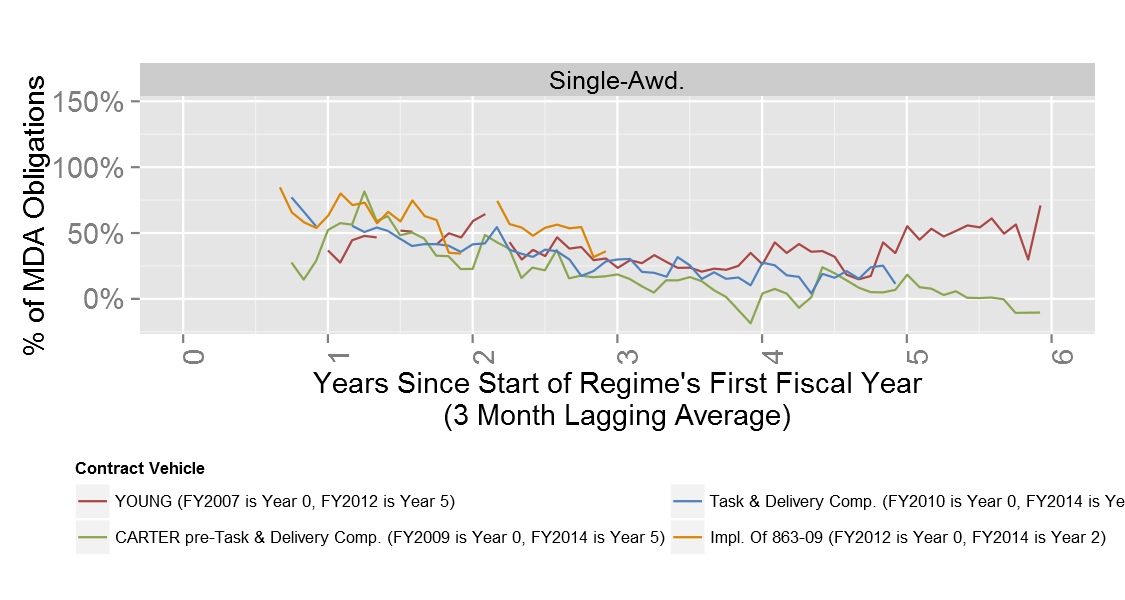 Single-Awd.
% of MDA Obligations
150%
100%
50%
0%
0
1
2
3
4
5
6
Years Since Start of Regime's First Fiscal Year
(3 Month Lagging Average)
Contract Vehicle
YOUNG (FY2007 is Year 0, FY2012 is Year 5)
Task & Delivery Comp. (FY2010 is Year 0, FY2014 is Ye
CARTER pre-Task & Delivery Comp. (FY2009 is Year 0, FY2014 is Year 5)
Impl. Of 863-09 (FY2012 is Year 0, FY2014 is Year 2)